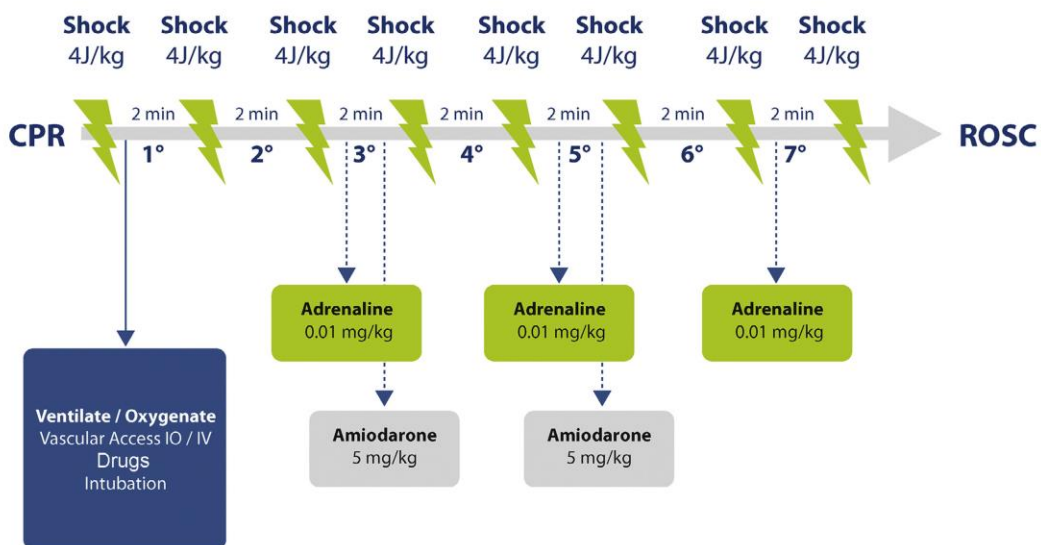 Shock Shock Shock Shock Shock Shock Shock Shock
4J/kg 4J/kg 4J/kg 4J/kg 4J/kg 4J/kg 4J/kg 4J/kg
2 min 2 min 2 min 2 min 2 min 2 min 2 min
CPR ROSC
1° 2° 3° 4° 5° 6° 7°
Adrenaline Adrenaline Adrenaline
0.01 mg/kg 0.01 mg/kg 0.01 mg/kg
Ventilate / Oxygenate
Vascular Access IO / IV
Drugs
Intubation
Amiodarone Amiodarone
5 mg/kg 5 mg/kg